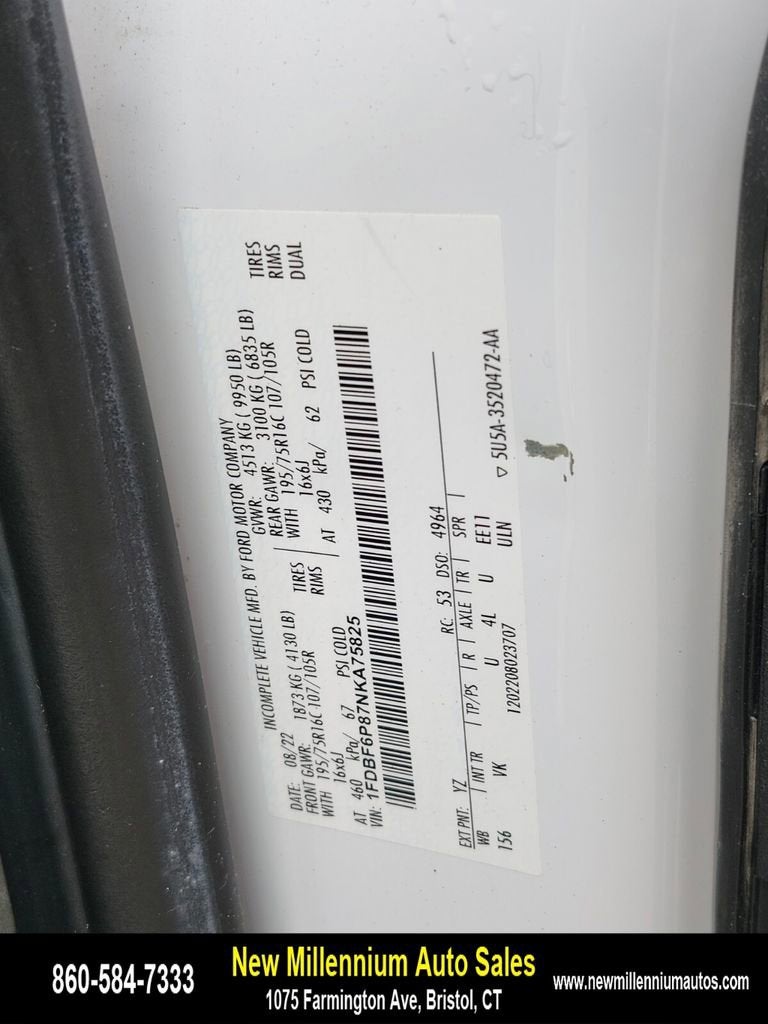 INCOMPLETE VEHICLE MFD. BY FORD MOTOR COMPANY
DATE: 08/22 GVWR: 4513 KG ( 9950 LB)
FRONT GAWR: 1873 KG ( 4130 LB) REAR GAWR: 3100 KG ( 6835 LB)
WITH 195/75R16C 107/105R TIRES WITH 195/75R16C 107/105R TIRES
16x6J RIMS 16x6J RIMS
AT 460 kPa/ 67 PSI COLD AT 430 kPa/ 62 PSI COLD DUAL
VIN: 1FDBF6P87NKA75825
EXT PNT: YZ RC: 53 DSO: 4964
WB INT TR TP/PS R AXLE TR SPR
156 VK U 4L U EE11
1202208023707 ULN
▽ 5U5A-3520472-AA
860-584-7333
New Millennium Auto Sales
1075 Farmington Ave, Bristol, CT
www.newmillenniumautos.com